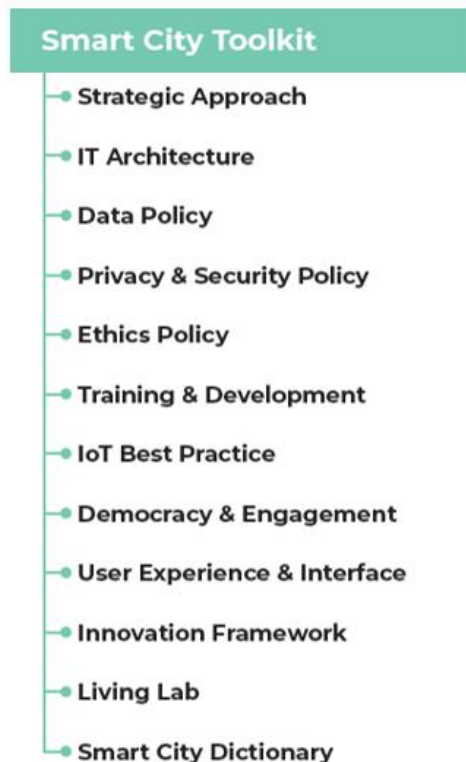 Smart City Toolkit
Strategic Approach
IT Architecture
Data Policy
Privacy & Security Policy
Ethics Policy
Training & Development
IoT Best Practice
Democracy & Engagement
User Experience & Interface
Innovation Framework
Living Lab
Smart City Dictionary